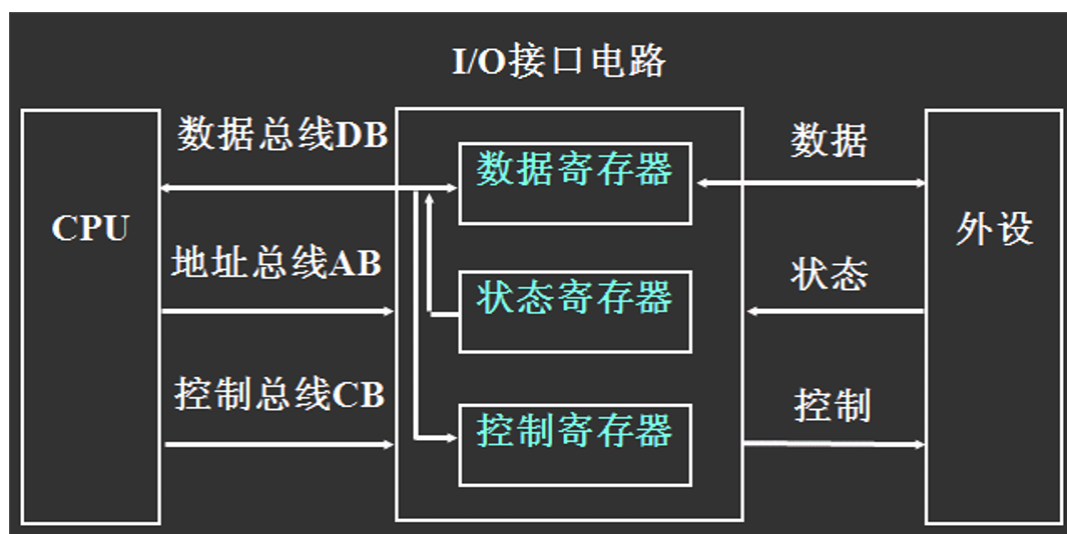 I/O接口电路
数据总线DB
数据寄存器
数据
CPU
外设
地址总线AB
状态寄存器
状态
控制总线CB
控制寄存器
控制